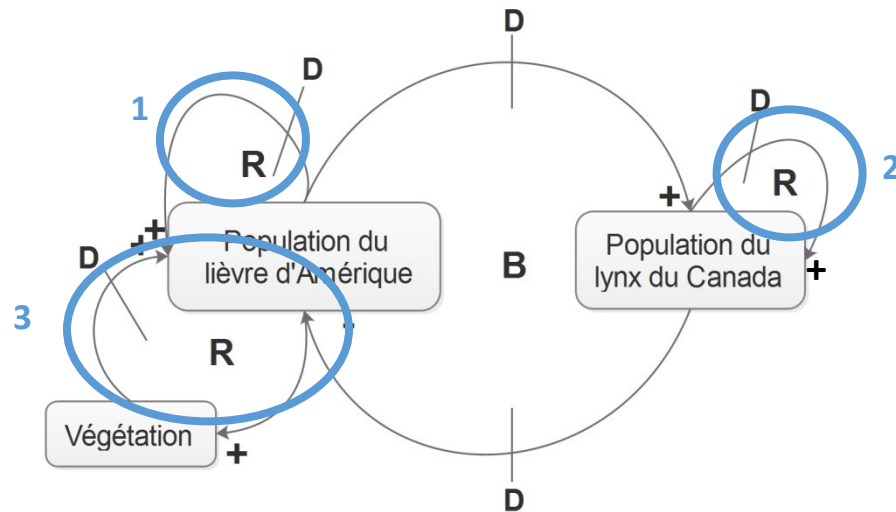 D
D
1
D
R
2
R
+
+
+
Population du
lièvre d'Amérique
Population du
lynx du Canada
D
B
+
3
-
R
Végétation
+
D